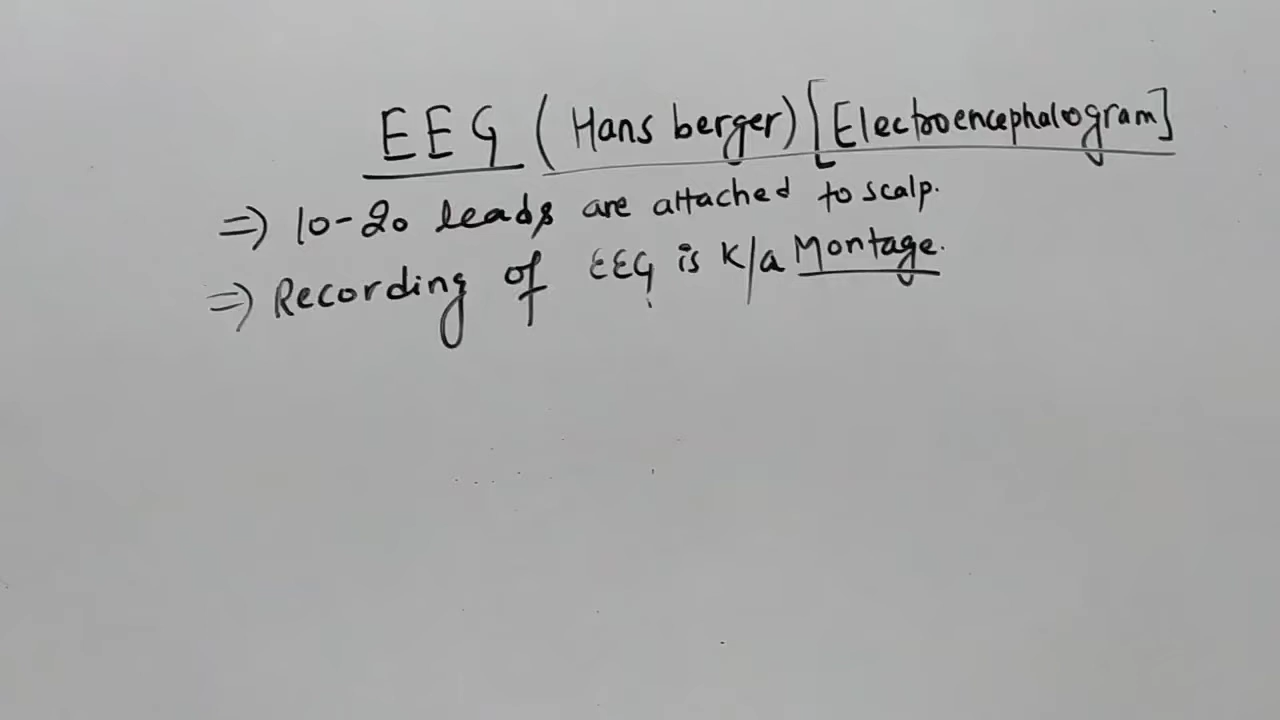 EEG (Hans berger) [Electroencephalogram]
⇒ 10-20 leads are attached to scalp.
⇒ Recording of EEG is k/a Montage.